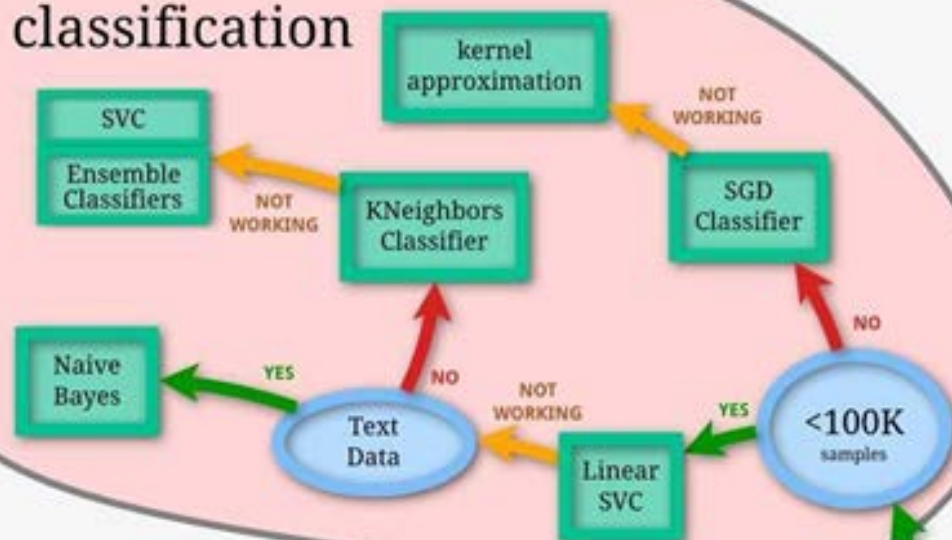 classification
kernel
approximation
NOT
WORKING
SVC
Ensemble
Classifiers
NOT
WORKING
KNeighbors
Classifier
SGD
Classifier
NO
Naive
Bayes
YES
NO
Text
Data
NOT
WORKING
Linear
SVC
YES
<100K
samples